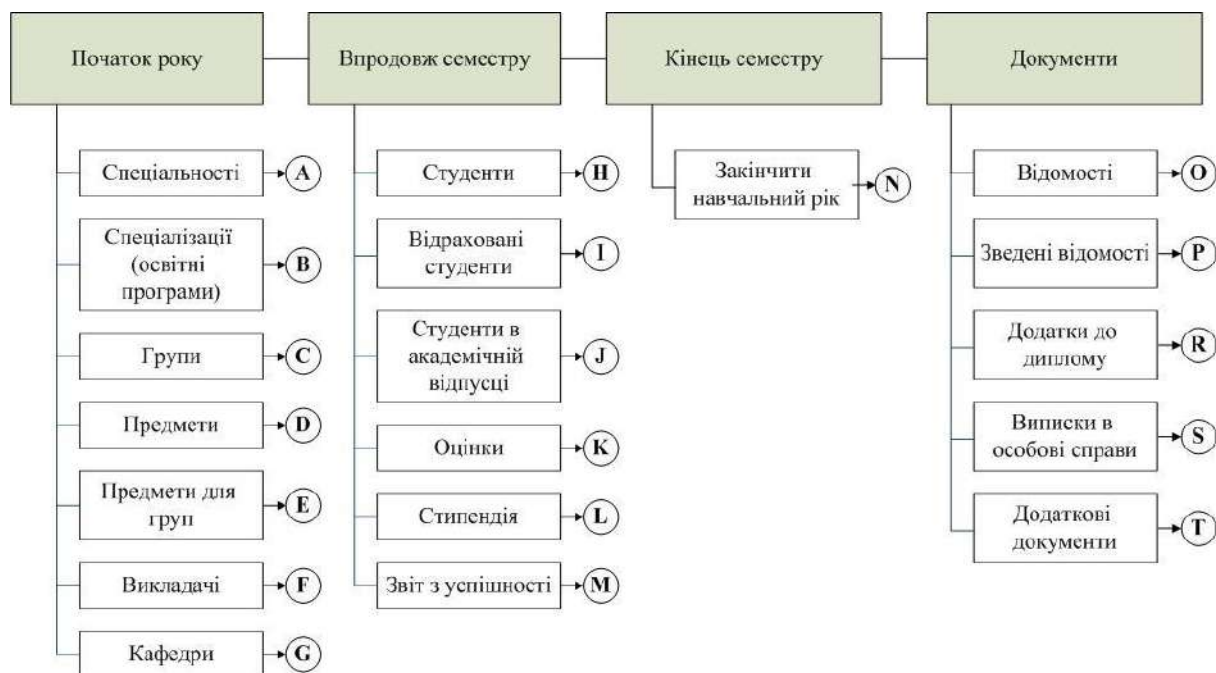 Початок року
Впродовж семестру
Кінець семестру
Документи
Спеціальності
A
Спеціалізації
(освітні
програми)
B
Групи
C
Предмети
D
Предмети для
груп
E
Викладачі
F
Кафедри
G
Студенти
H
Відраховані
студенти
I
Студенти в
академічній
відпусці
J
Оцінки
K
Стипендія
L
Звіт з успішності
M
Закінчити
навчальний рік
N
Відомості
O
Зведені відомості
P
Додатки до
диплому
R
Виписки в
особові справи
S
Додаткові
документи
T